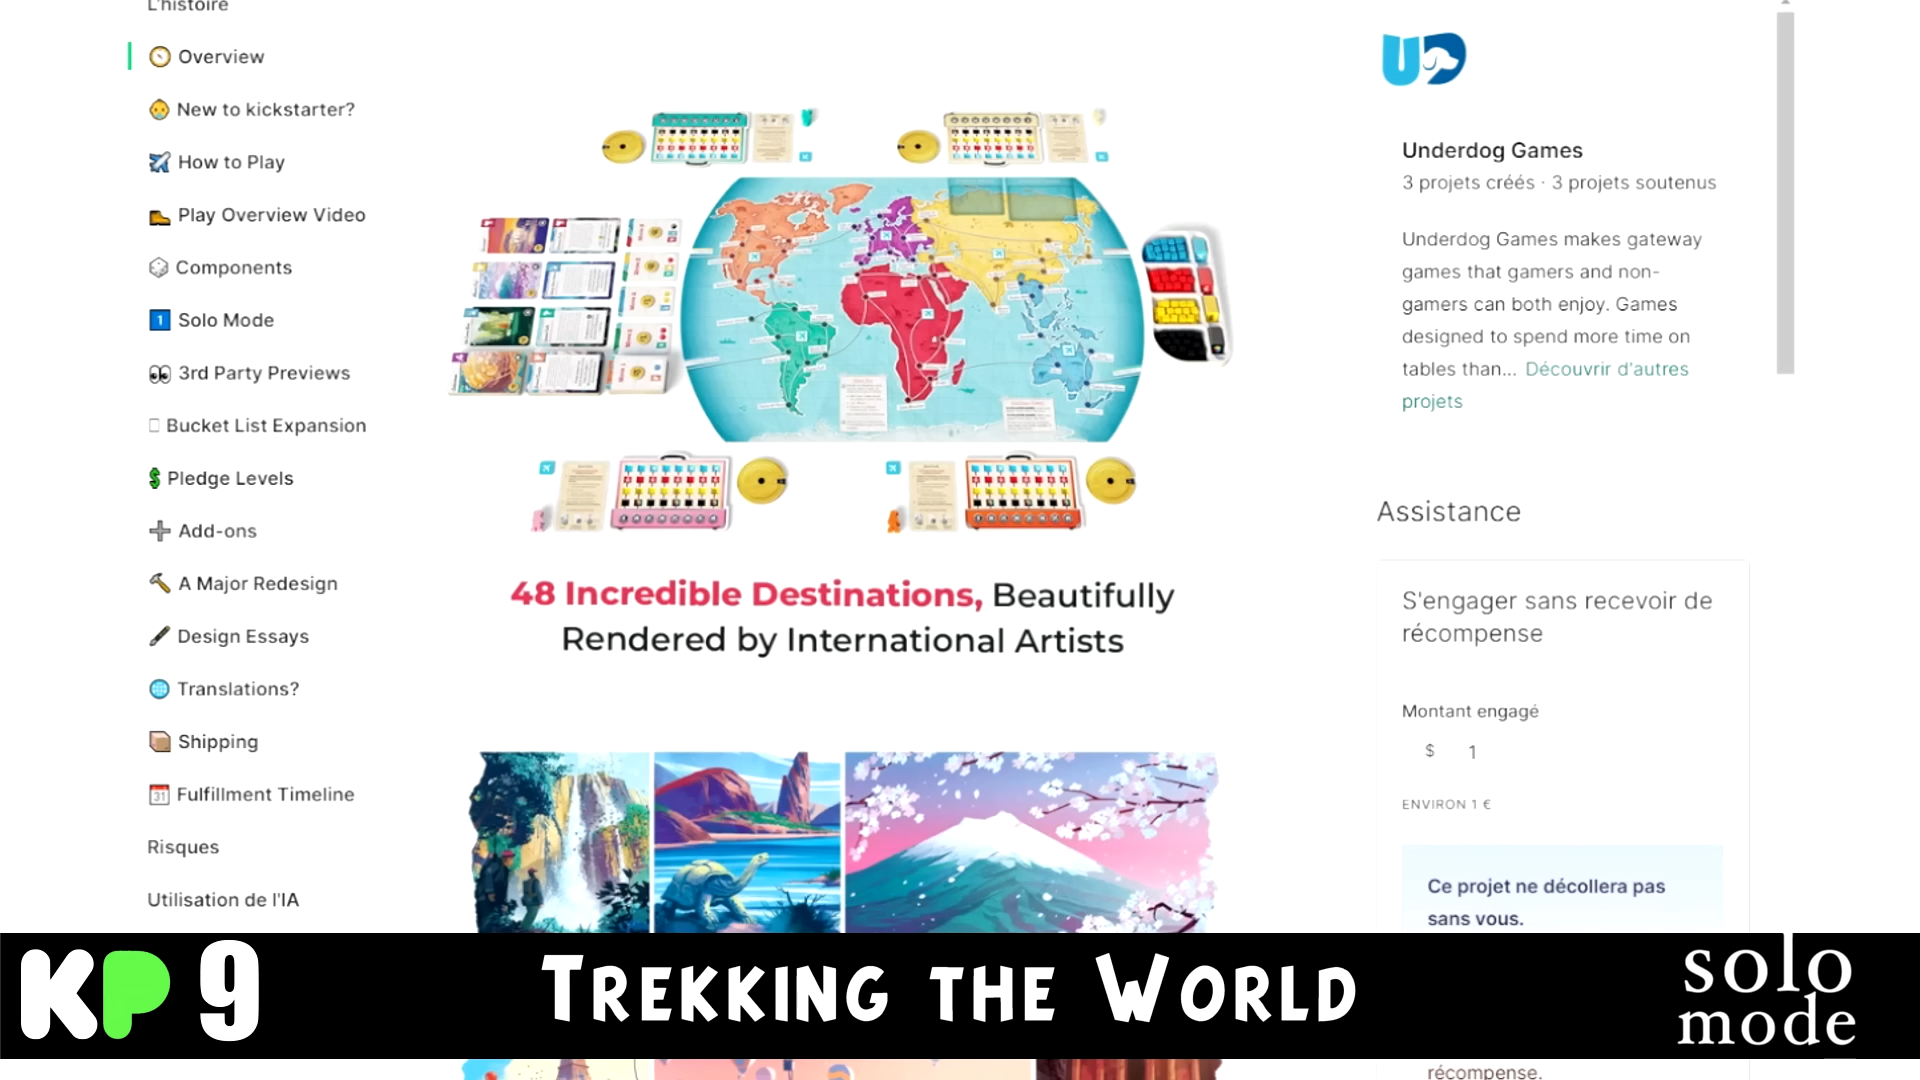 L'histoire
Overview
New to kickstarter?
How to Play
Play Overview Video
Components
1 Solo Mode
3rd Party Previews
Bucket List Expansion
Pledge Levels
Add-ons
A Major Redesign
Design Essays
Translations?
Shipping
31 Fulfillment Timeline
Risques
Utilisation de l'IA
48 Incredible Destinations, Beautifully
Rendered by International Artists
UD
Underdog Games
3 projets créés · 3 projets soutenus
Underdog Games makes gateway
games that gamers and non-
gamers can both enjoy. Games
designed to spend more time on
tables than... Découvrir d'autres
projets
Assistance
S'engager sans recevoir de
récompense
Montant engagé
$ 1
ENVIRON 1 €
Ce projet ne décollera pas
sans vous.
KP 9
TREKKING THE WORLD
solo
mode
récompense.